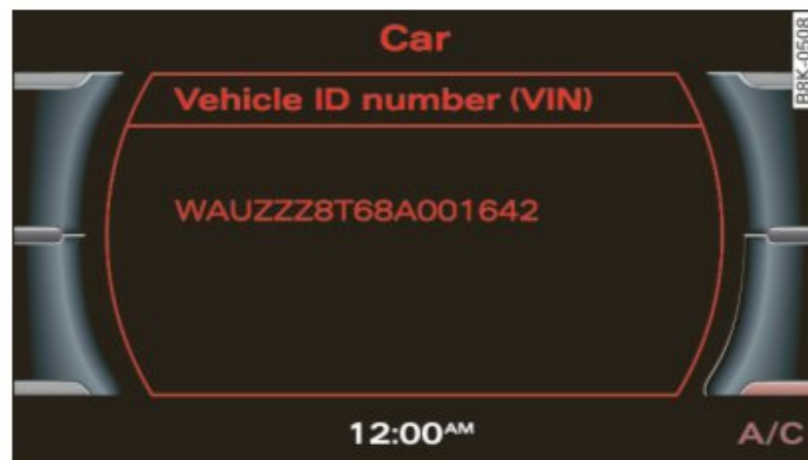 Car
Vehicle ID number (VIN)
WAUZZZ8T68A001642
12:00AM
A/C
B8K-0508